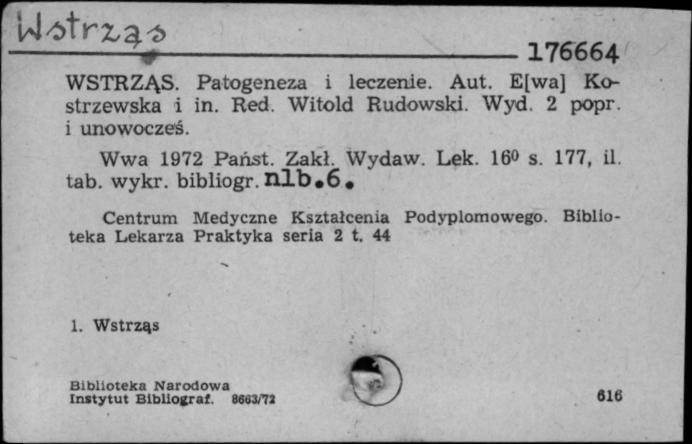 Wstrząs
176664
WSTRZĄS. Patogeneza i leczenie. Aut. E[wa] Ko-
strzewska i in. Red. Witold Rudowski. Wyd. 2 popr.
i unowocześ.
Wwa 1972 Państ. Zakł. Wydaw. Lek. 16⁰ s. 177, il.
tab. wykr. bibliogr. nlb.6.
Centrum Medyczne Kształcenia Podyplomowego. Biblio-
teka Lekarza Praktyka seria 2 t. 44
1. Wstrząs
Biblioteka Narodowa
Instytut Bibliograf. 8663/72
616